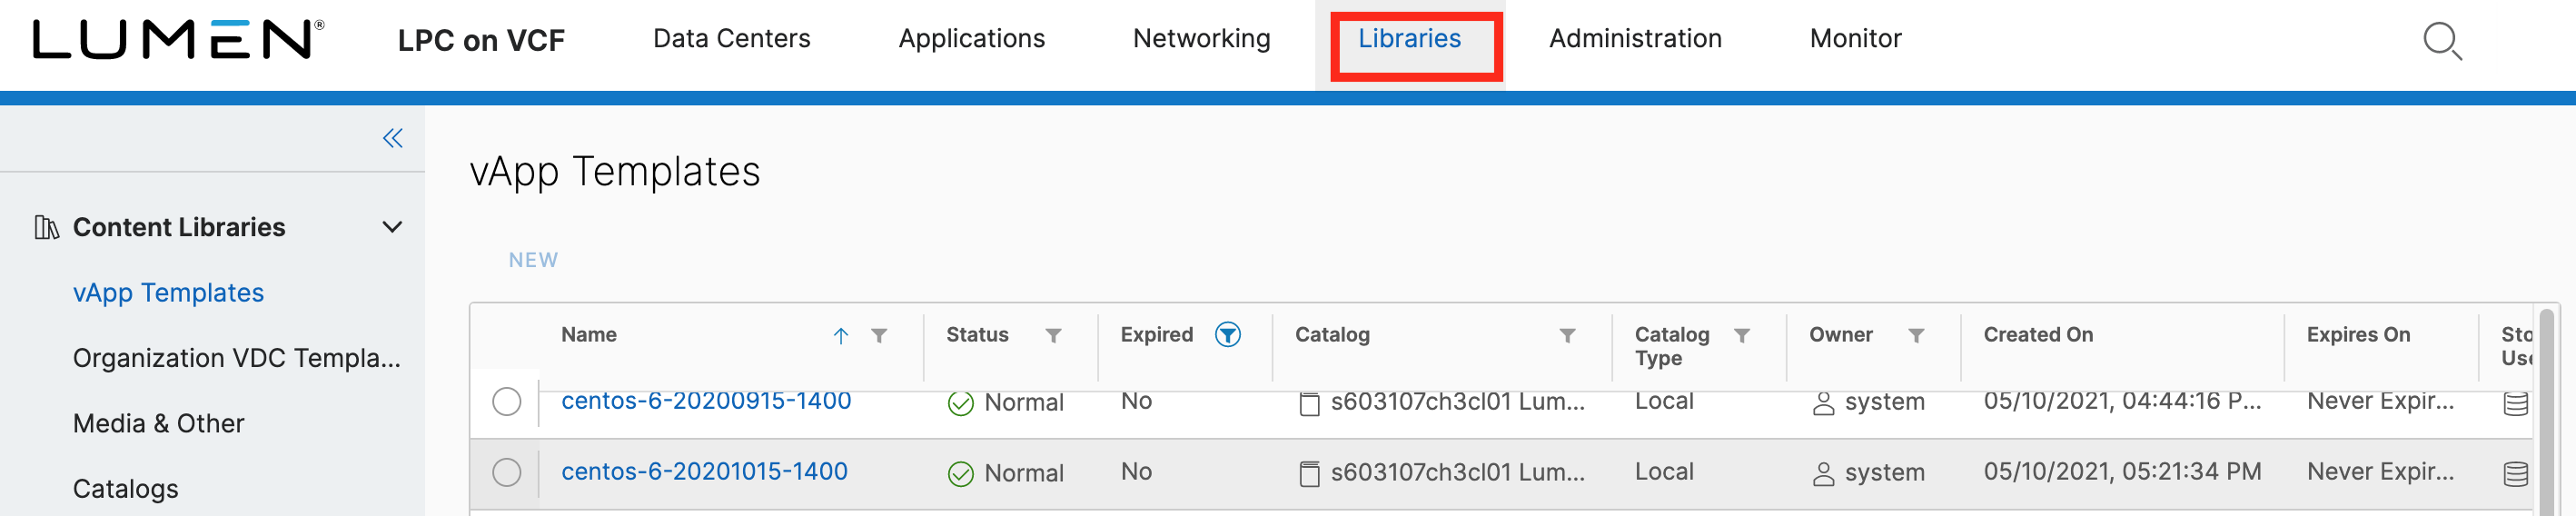 LUMEN® LPC on VCF Data Centers Applications Networking Libraries Administration Monitor
vApp Templates
Content Libraries
NEW
vApp Templates
Organization VDC Templa...
Media & Other
Catalogs
Name Status Expired Catalog Catalog Type Owner Created On Expires On
centos-6-20200915-1400 Normal No s603107ch3cl01 Lum... Local system 05/10/2021, 04:44:16 P... Never Expir...
centos-6-20201015-1400 Normal No s603107ch3cl01 Lum... Local system 05/10/2021, 05:21:34 PM Never Expir...